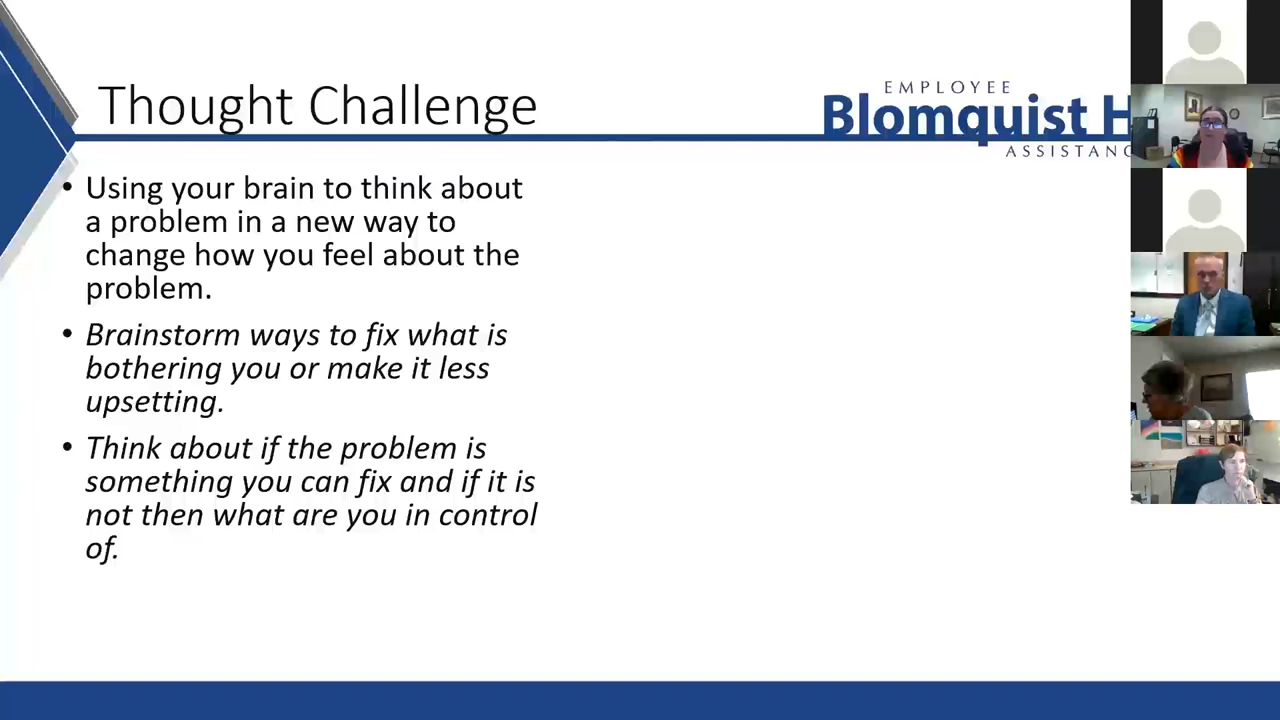 Thought Challenge
EMPLOYEE
Blomquist H
ASSISTANC
• Using your brain to think about
a problem in a new way to
change how you feel about the
problem.
• Brainstorm ways to fix what is
bothering you or make it less
upsetting.
• Think about if the problem is
something you can fix and if it is
not then what are you in control
of.